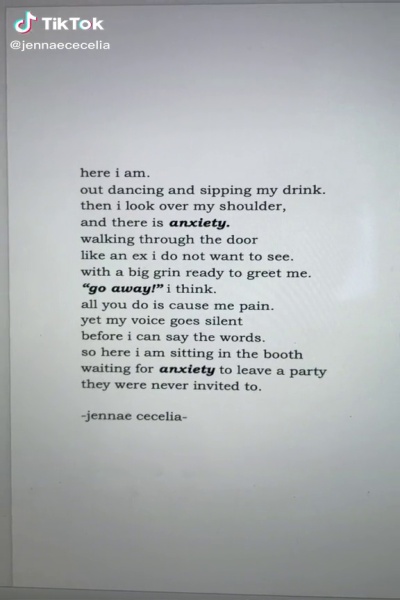 TikTok
@jennaececelia
here i am.
out dancing and sipping my drink.
then i look over my shoulder,
and there is anxiety.
walking through the door
like an ex i do not want to see.
with a big grin ready to greet me.
“go away!” i think.
all you do is cause me pain.
yet my voice goes silent
before i can say the words.
so here i am sitting in the booth
waiting for anxiety to leave a party
they were never invited to.
-jennae cecelia-